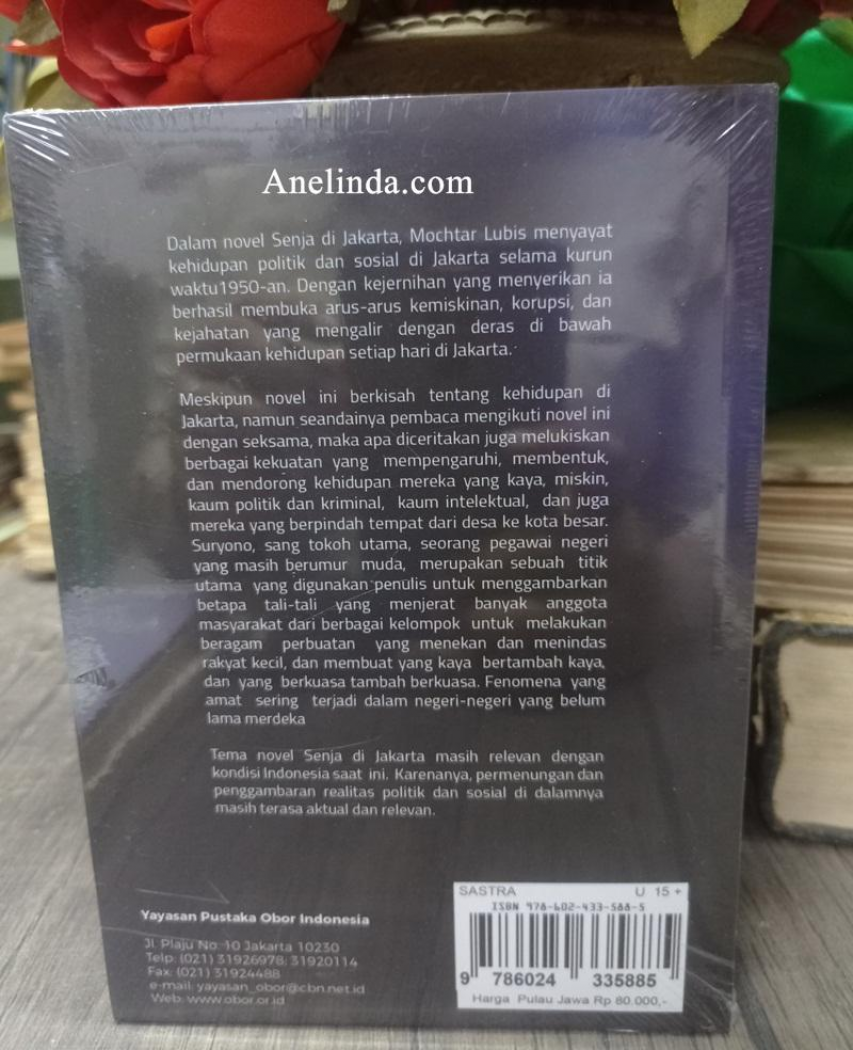 Anelinda.com
Dalam novel Senja di Jakarta, Mochtar Lubis menyayat
kehidupan politik dan sosial di Jakarta selama kurun
waktu1950-an. Dengan kejernihan yang menyerikan ia
berhasil membuka arus-arus kemiskinan, korupsi, dan
kejahatan yang mengalir dengan deras di bawah
permukaan kehidupan setiap hari di Jakarta.
Meskipun novel ini berkisah tentang kehidupan di
Jakarta, namun seandainya pembaca mengikuti novel ini
dengan seksama, maka apa diceritakan juga melukiskan
berbagai kekuatan yang mempengaruhi, membentuk,
dan mendorong kehidupan mereka yang kaya, miskin,
kaum politik dan kriminal, kaum intelektual, dan juga
mereka yang berpindah tempat dari desa ke kota besar.
Suryono, sang tokoh utama, seorang pegawai negeri
yang masih berumur muda, merupakan sebuah titik
utama yang digunakan penulis untuk menggambarkan
betapa tali-tali yang menjerat banyak anggota
masyarakat dari berbagai kelompok untuk melakukan
beragam perbuatan yang menekan dan menindas
rakyat kecil, dan membuat yang kaya bertambah kaya,
dan yang berkuasa tambah berkuasa. Fenomena yang
amat sering terjadi dalam negeri-negeri yang belum
lama merdeka
Tema novel Senja di Jakarta masih relevan dengan
kondisi Indonesia saat ini. Karenanya, permenungan dan
penggambaran realitas politik dan sosial di dalamnya
masih terasa aktual dan relevan.
Yayasan Pustaka Obor Indonesia
Jl. Plaju No. 10 Jakarta 10230
Telp: (021) 31926978; 31920114
Fax: (021) 31924488
e-mail: yayasan_obor@cbn.net.id
Web: www.obor.or.id
SASTRA U 15 +
ISBN 978-602-433-588-5
9 786024 335885
Harga Pulau Jawa Rp 80.000,-